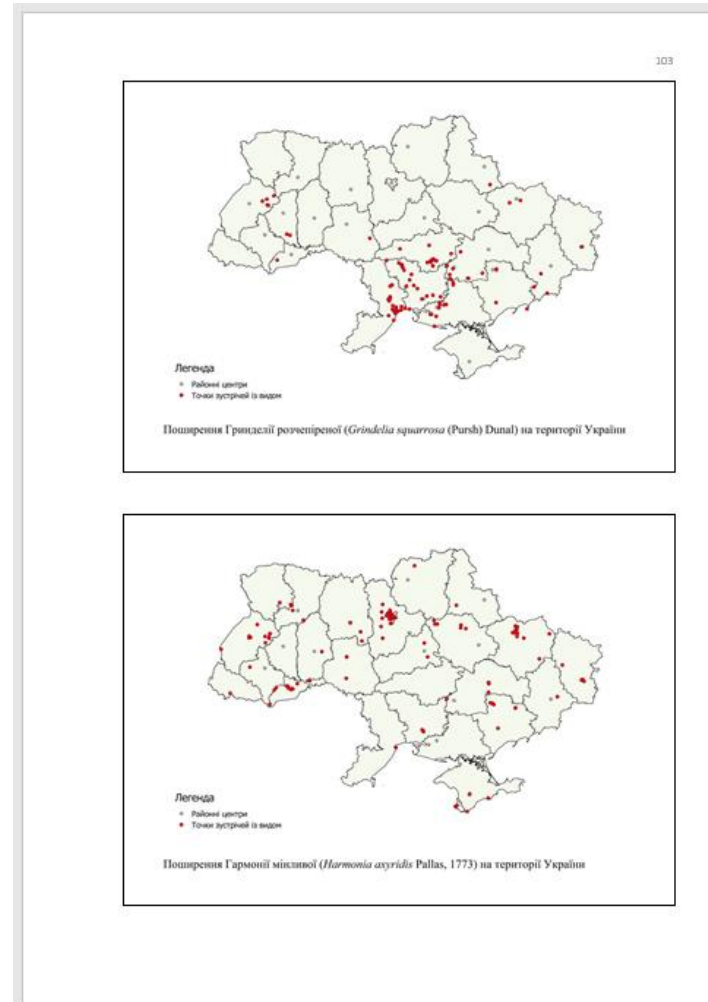 103
Легенда
Районні центри
Точки зустрічей із видом
Поширення Гринделії розчепіреної (Grindelia squarrosa (Pursh) Dunal) на території України
Легенда
Районні центри
Точки зустрічей із видом
Поширення Гармонії мінливої (Harmonia axyridis Pallas, 1773) на території України